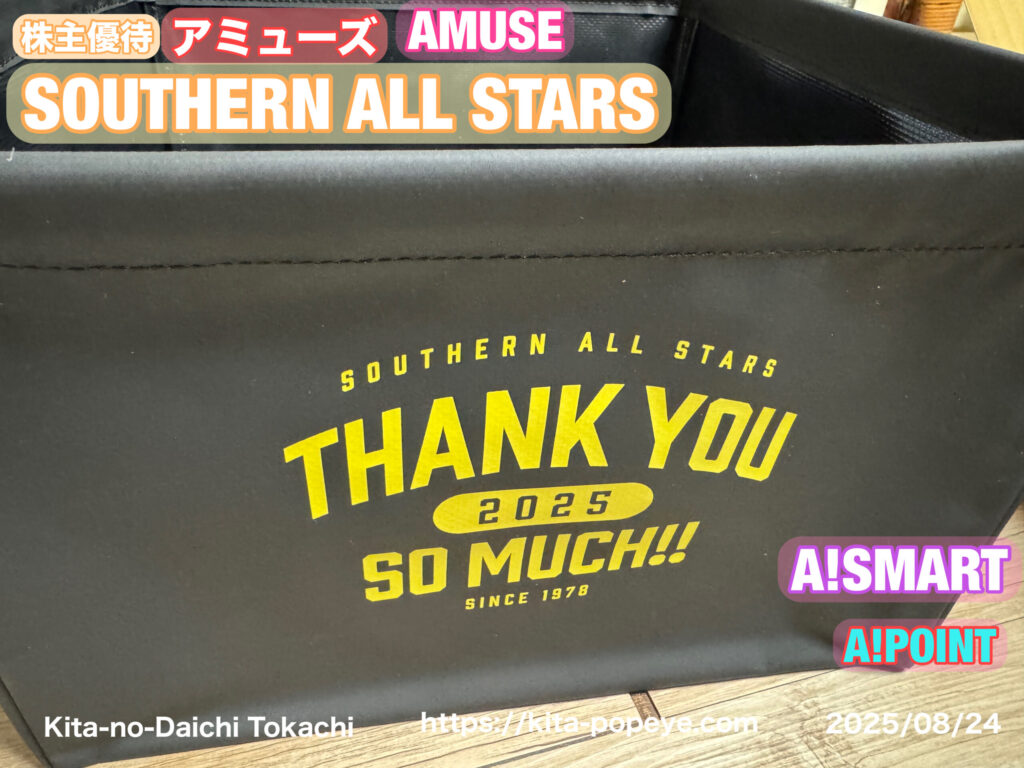 株主優待 アミューズ AMUSE
SOUTHERN ALL STARS
SOUTHERN ALL STARS
THANK YOU
2025
SO MUCH!!
SINCE 1978
A!SMART
A!POINT
Kita-no-Daichi Tokachi https://kita-popeye.com 2025/08/24